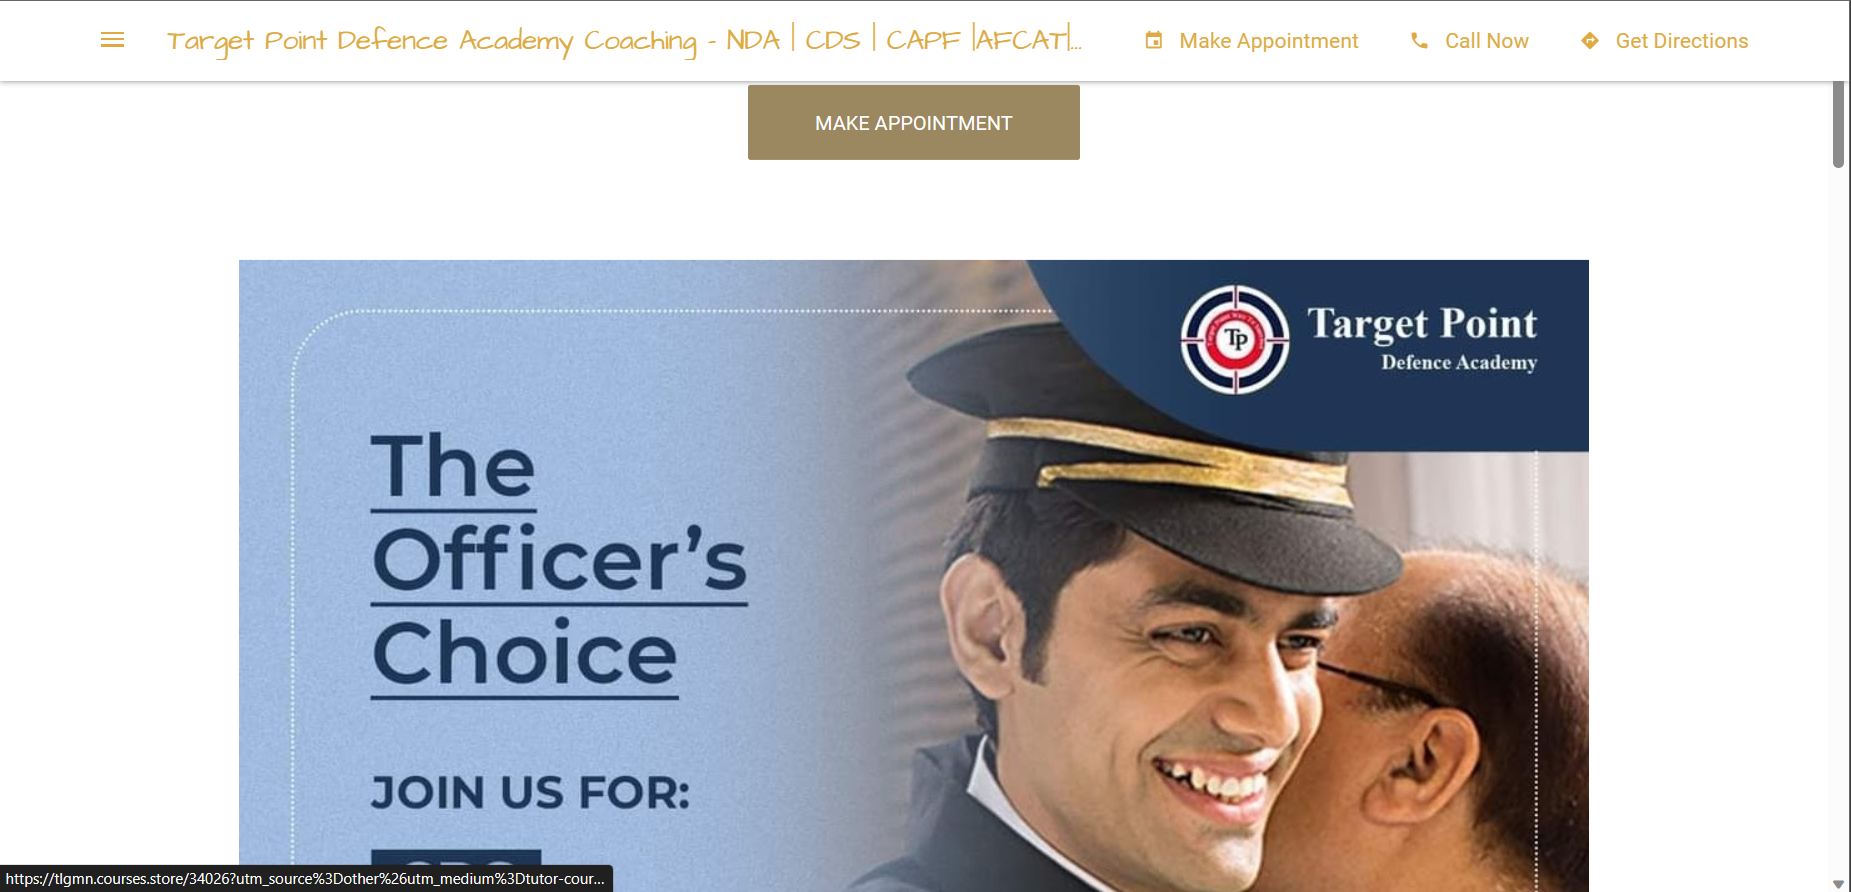 Target Point Defence Academy Coaching - NDA | CDS | CAPF |AFCAT|...
Make Appointment
Call Now
Get Directions
MAKE APPOINTMENT
TP
Target Point
Defence Academy
The
Officer’s
Choice
JOIN US FOR:
https://tlgmn.courses.store/34026?utm_source%3Dother%26utm_medium%3Dtutor-cour...